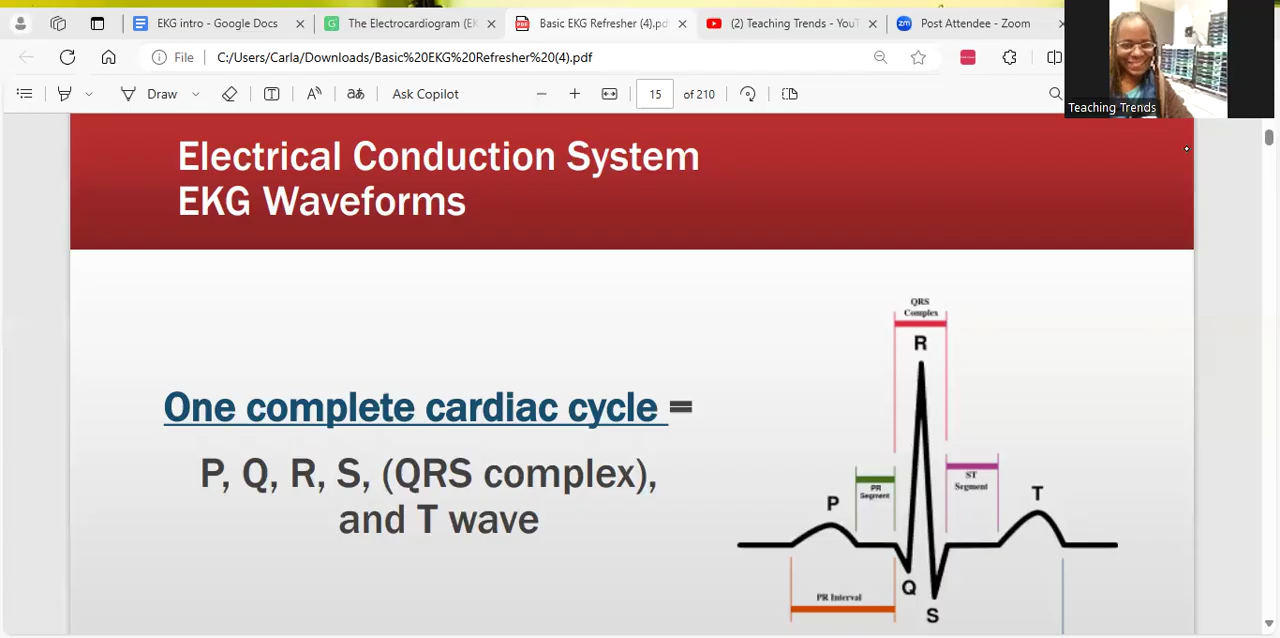 EKG intro - Google Docs
The Electrocardiogram (EK
Basic EKG Refresher (4).pd
(2) Teaching Trends - YouT
Post Attendee - Zoom
File
C:/Users/Carla/Downloads/Basic%20EKG%20Refresher%20(4).pdf
Draw
Ask Copilot
15
of 210
Teaching Trends
Electrical Conduction System
EKG Waveforms
One complete cardiac cycle =
P, Q, R, S, (QRS complex),
and T wave
QRS
Complex
R
PR
Segment
ST
Segment
P
T
Q
S
PR Interval